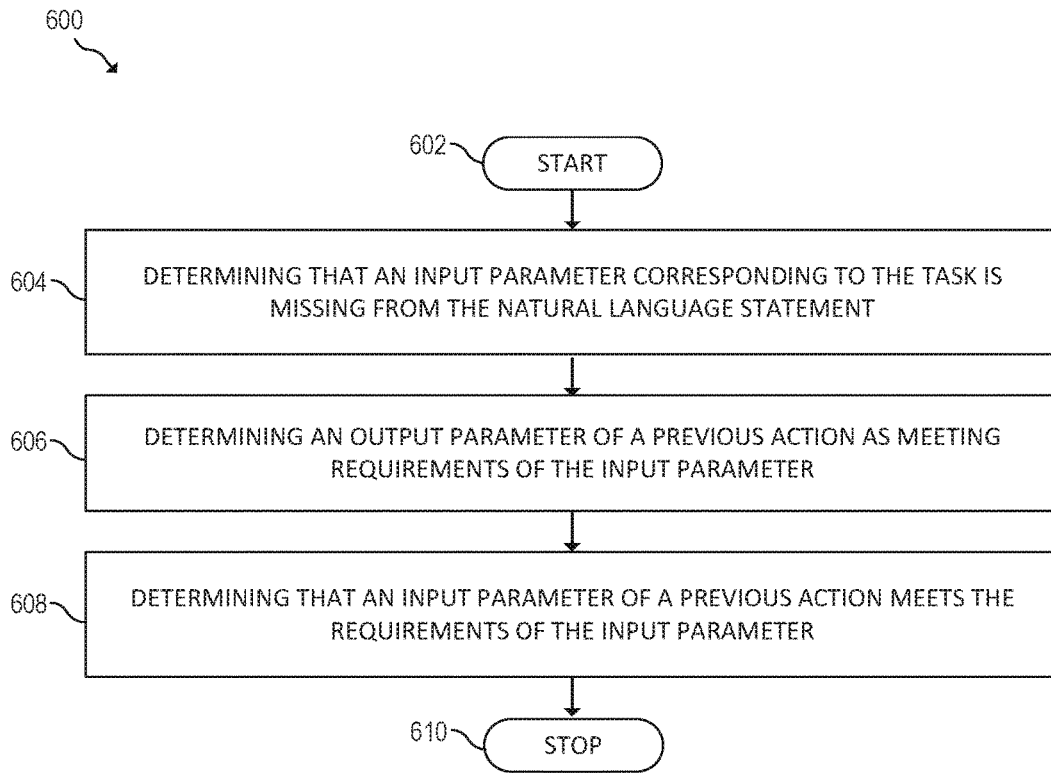 600
602
START
604
DETERMINING THAT AN INPUT PARAMETER CORRESPONDING TO THE TASK IS
MISSING FROM THE NATURAL LANGUAGE STATEMENT
606
DETERMINING AN OUTPUT PARAMETER OF A PREVIOUS ACTION AS MEETING
REQUIREMENTS OF THE INPUT PARAMETER
608
DETERMINING THAT AN INPUT PARAMETER OF A PREVIOUS ACTION MEETS THE
REQUIREMENTS OF THE INPUT PARAMETER
610
STOP